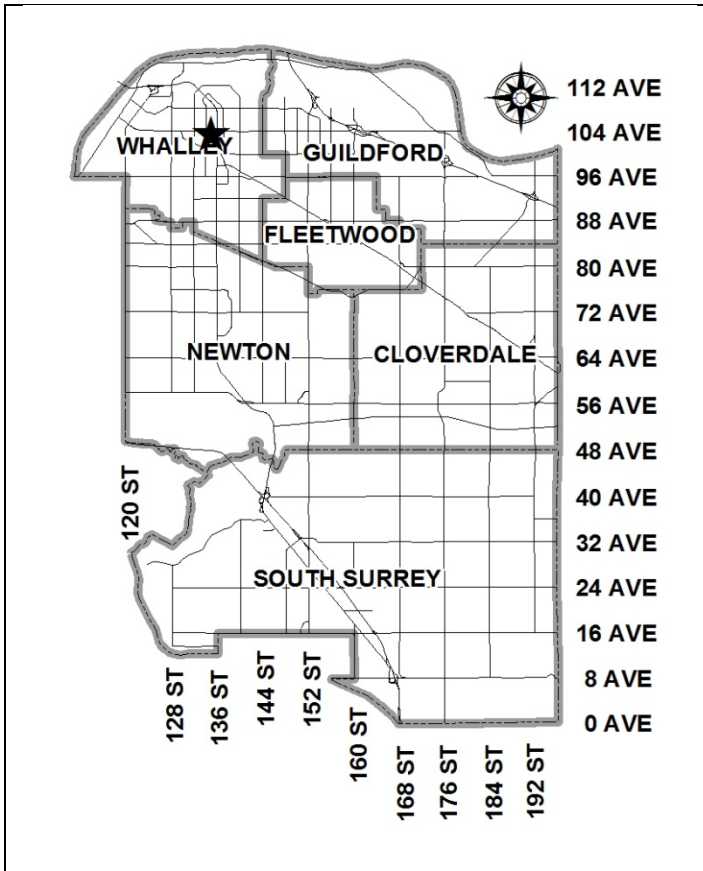 112 AVE
104 AVE
WHALLEY
GUILDFORD
96 AVE
88 AVE
FLEETWOOD
80 AVE
72 AVE
NEWTON
CLOVERDALE
64 AVE
56 AVE
48 AVE
120 ST
40 AVE
32 AVE
SOUTH SURREY
24 AVE
16 AVE
128 ST
136 ST
144 ST
152 ST
8 AVE
160 ST
0 AVE
168 ST
176 ST
184 ST
192 ST